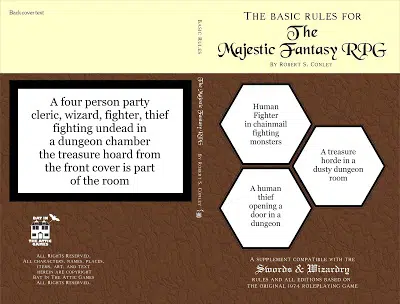 Back cover text
A four person party
cleric, wizard, fighter, thief
fighting undead in
a dungeon chamber
the treasure hoard from
the front cover is part
of the room
BAT IN
THE ATTIC
GAMES
All Rights Reserved.
All characters, names, places,
items, art, and text
herein are copyright
Bat In The Attic Games
All Rights Reserved.
Basic Rules
The Majestic Fantasy RPG
By Robert S. Conley
The basic rules for
The
Majestic Fantasy RPG
By Robert S. Conley
Human
Fighter
in chainmail
fighting
monsters
A treasure
horde in a
dusty dungeon
room
A human
thief
opening a
door in a
dungeon
A supplement compatible with the
Swords & Wizardry
rules and all editions based on
the original 1974 roleplaying game